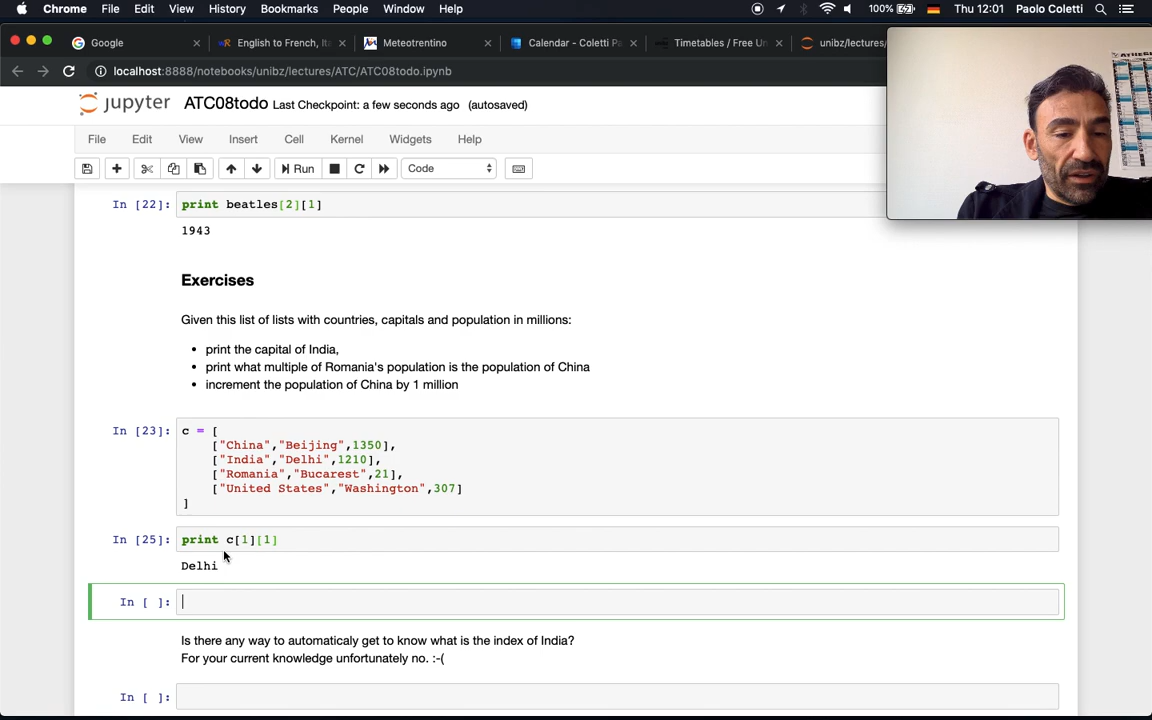 Chrome File Edit View History Bookmarks People Window Help 100% Thu 12:01 Paolo Coletti
Google English to French, Ita Meteotrentino Calendar - Coletti Pa Timetables / Free Un unibz/lectures/
localhost:8888/notebooks/unibz/lectures/ATC/ATC08todo.ipynb
jupyter ATC08todo Last Checkpoint: a few seconds ago (autosaved)
File Edit View Insert Cell Kernel Widgets Help
Run Code
In [22]: print beatles[2][1]
1943
Exercises
Given this list of lists with countries, capitals and population in millions:
• print the capital of India,
• print what multiple of Romania's population is the population of China
• increment the population of China by 1 million
In [23]: c = [
["China","Beijing",1350],
["India","Delhi",1210],
["Romania","Bucarest",21],
["United States","Washington",307]
]
In [25]: print c[1][1]
Delhi
In [ ]:
Is there any way to automaticaly get to know what is the index of India?
For your current knowledge unfortunately no. :-(
In [ ]: